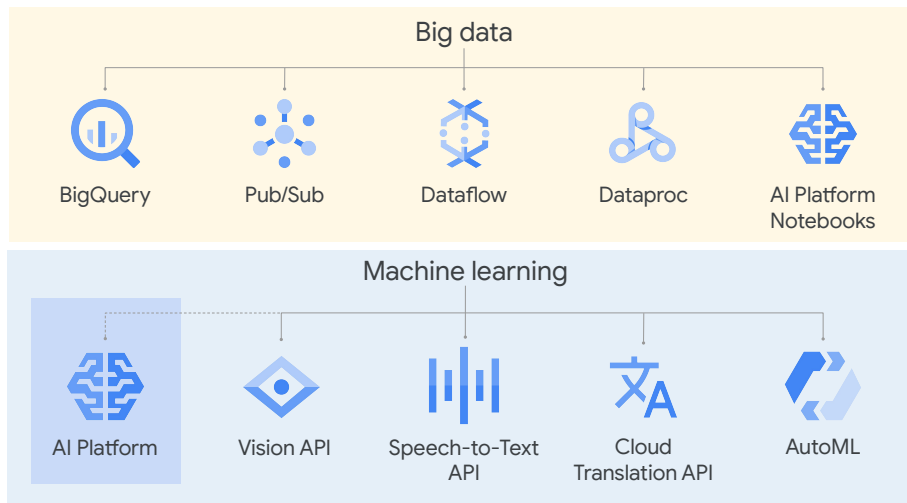 Big data
BigQuery
Pub/Sub
Dataflow
Dataproc
AI Platform
Notebooks
Machine learning
AI Platform
Vision API
Speech-to-Text
API
Cloud
Translation API
AutoML